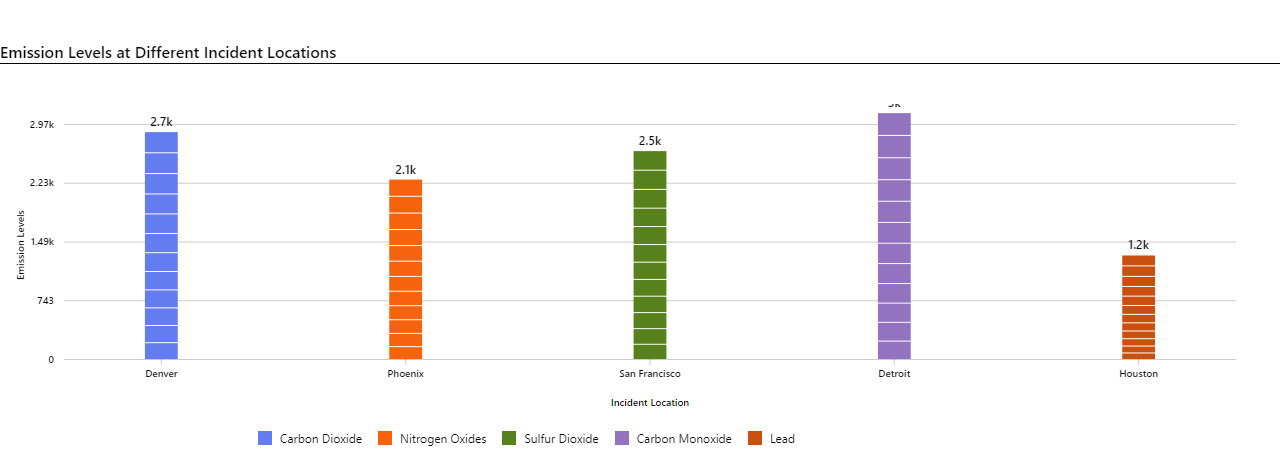 Emission Levels at Different Incident Locations
2.97k
2.23k
1.49k
743
0
Emission Levels
2.7k
2.1k
2.5k
1.2k
Denver
Phoenix
San Francisco
Detroit
Houston
Incident Location
Carbon Dioxide
Nitrogen Oxides
Sulfur Dioxide
Carbon Monoxide
Lead